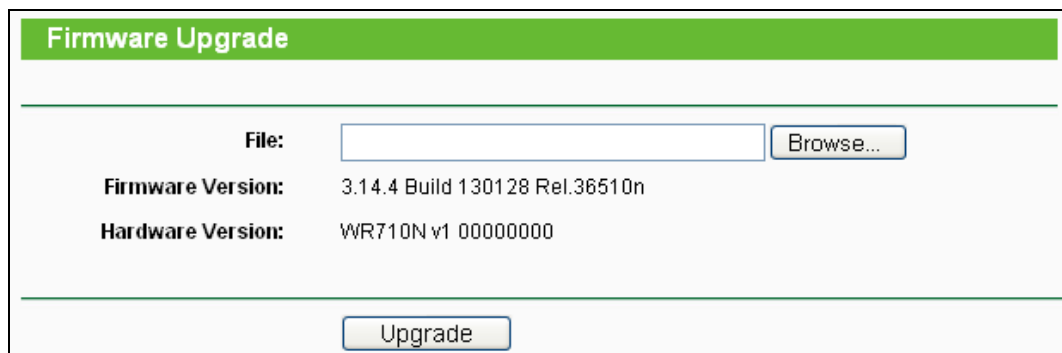 Firmware Upgrade
File: Browse...
Firmware Version: 3.14.4 Build 130128 Rel.36510n
Hardware Version: WR710N v1 00000000
Upgrade